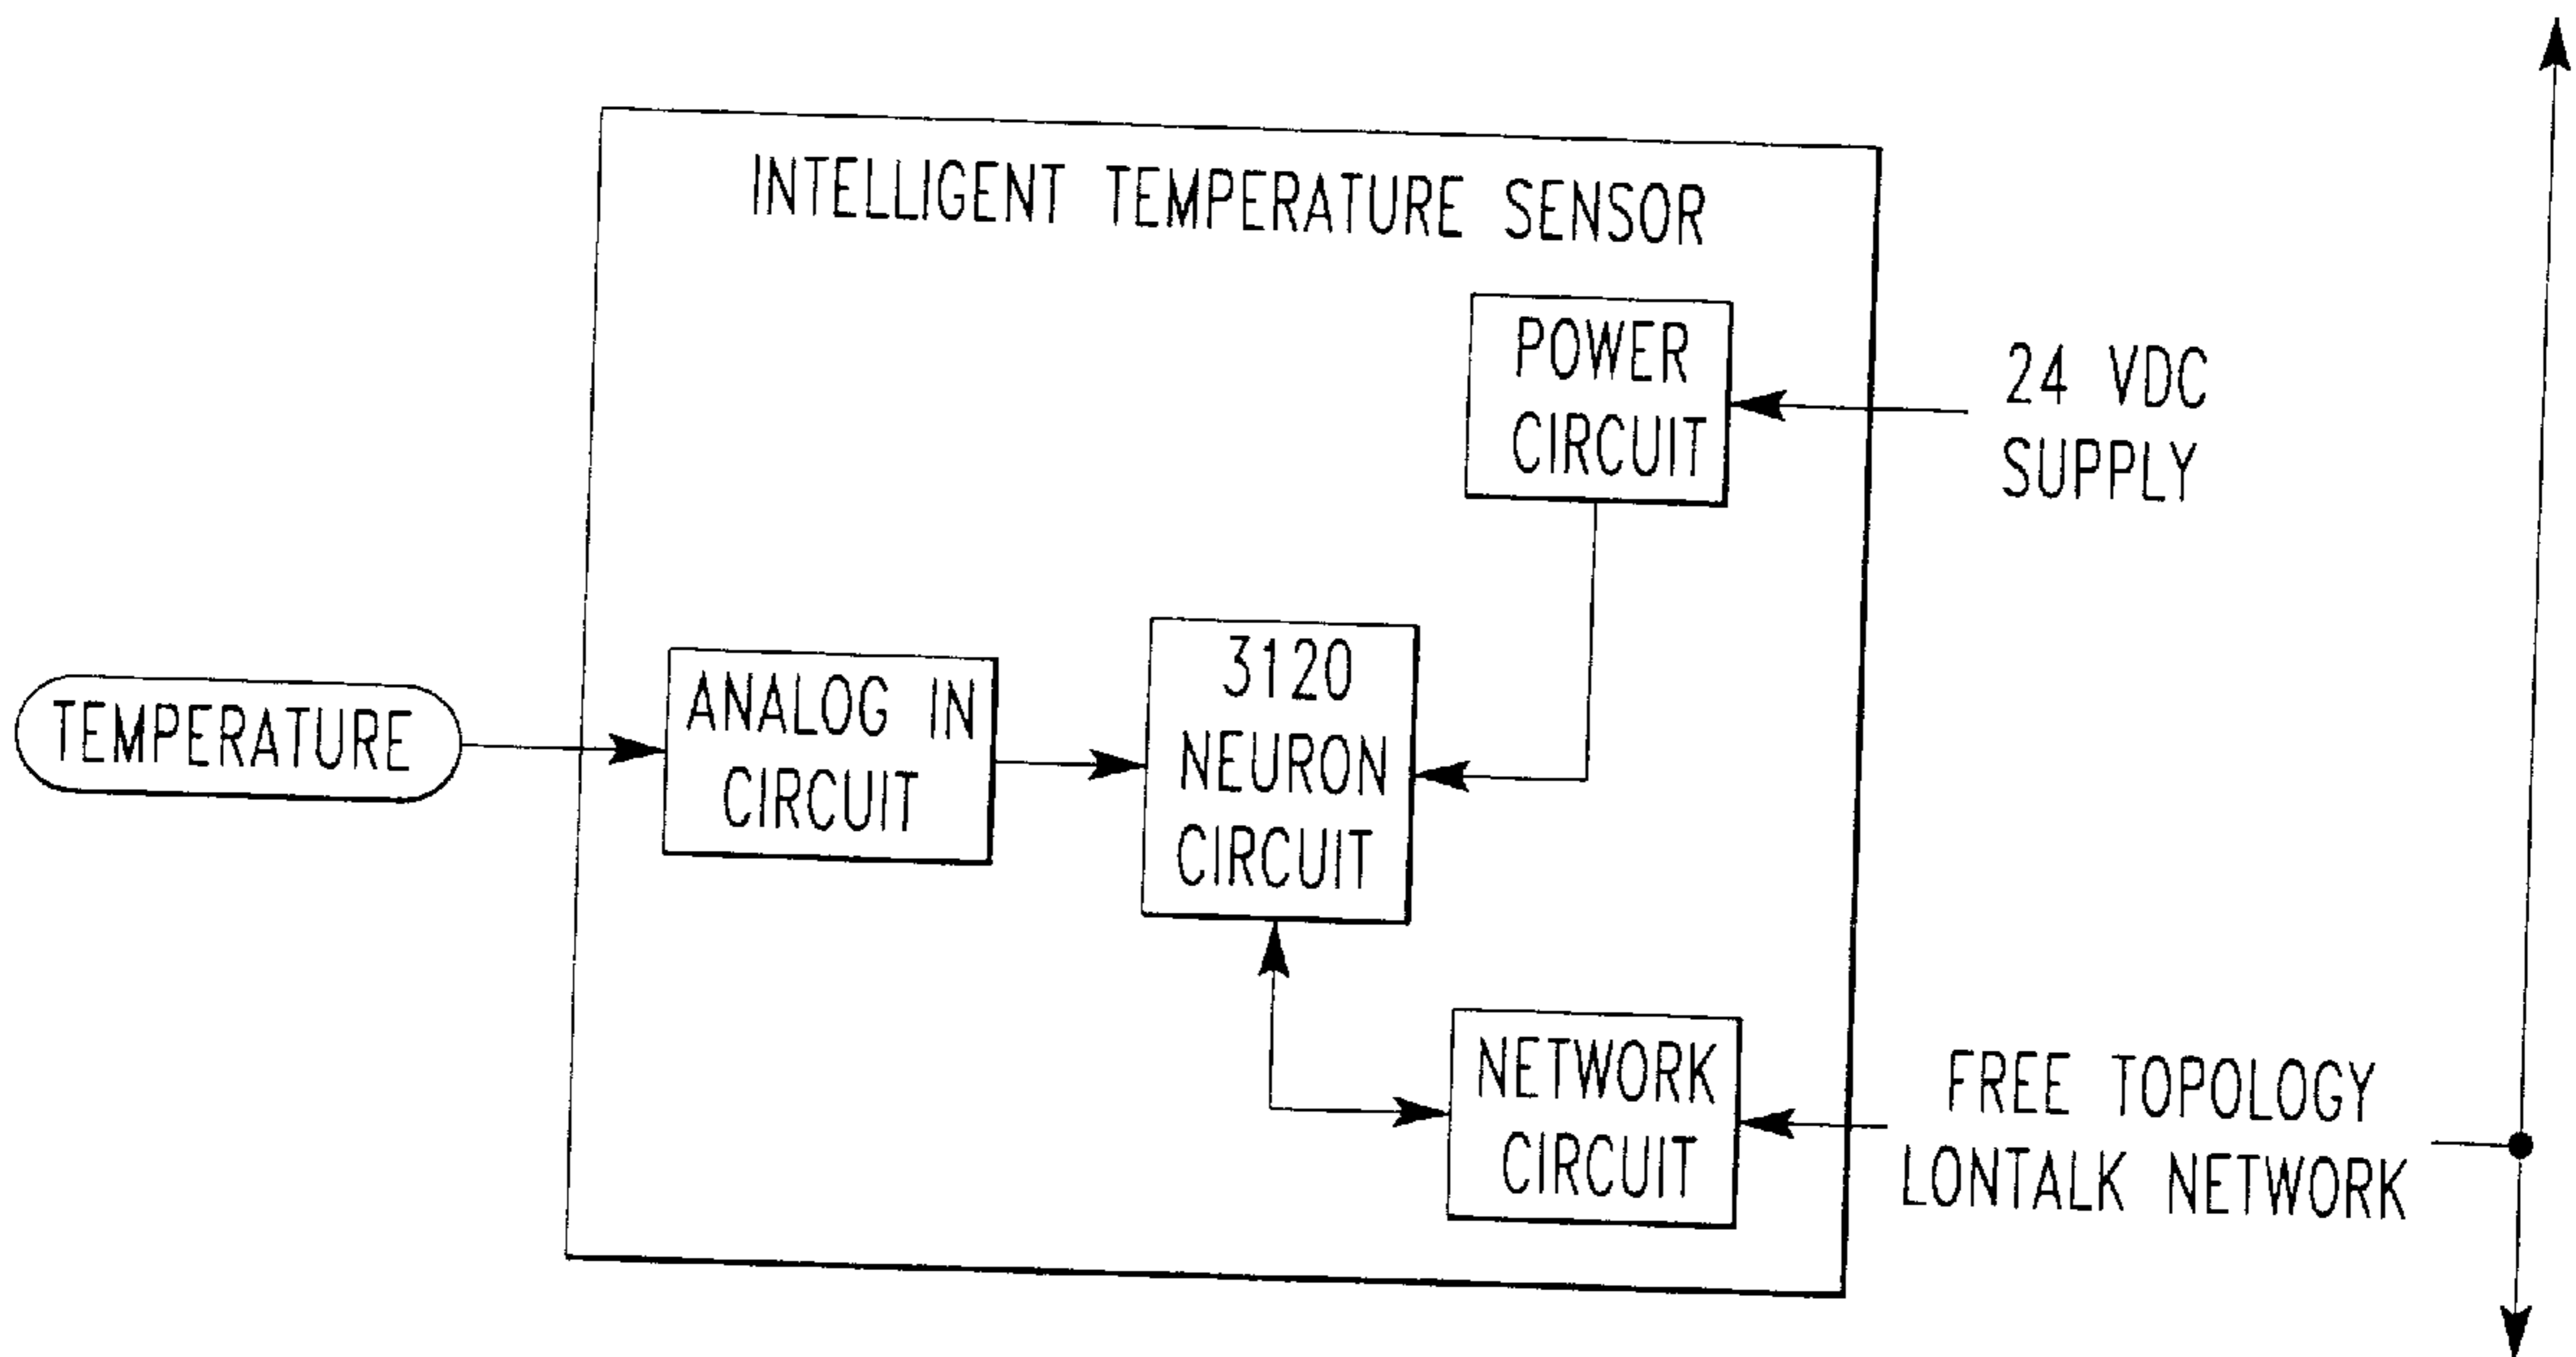 INTELLIGENT TEMPERATURE SENSOR
POWER
CIRCUIT
24 VDC
SUPPLY
TEMPERATURE
ANALOG IN
CIRCUIT
3120
NEURON
CIRCUIT
NETWORK
CIRCUIT
FREE TOPOLOGY
LONTALK NETWORK